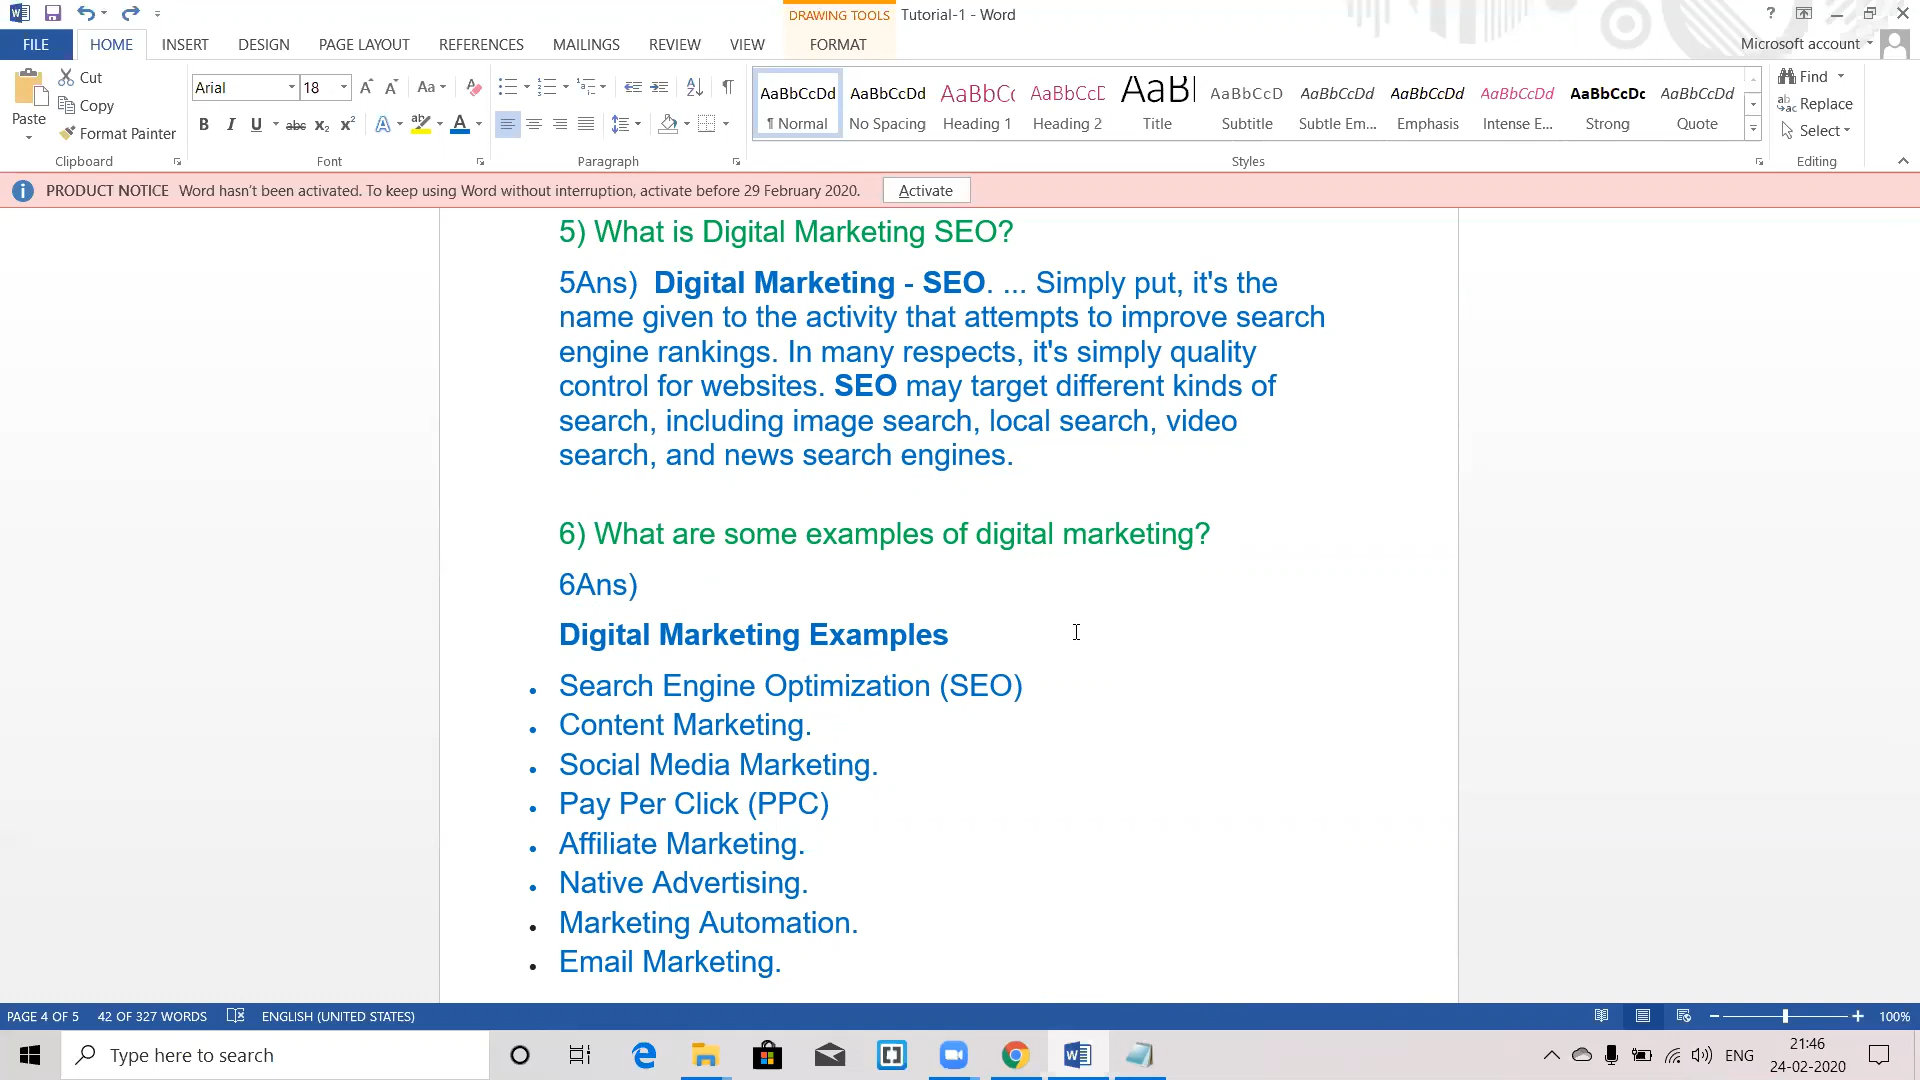 DRAWING TOOLS Tutorial-1 - Word
FILE HOME INSERT DESIGN PAGE LAYOUT REFERENCES MAILINGS REVIEW VIEW FORMAT Microsoft account
Cut
Copy
Format Painter
Paste
Clipboard
Arial 18
Font
Paragraph
AaBbCcDd AaBbCcDd AaBbCc AaBbCcD AaBl AaBbCcD AaBbCcDd AaBbCcDd AaBbCcDd AaBbCcDc AaBbCcDd
¶ Normal No Spacing Heading 1 Heading 2 Title Subtitle Subtle Em... Emphasis Intense E... Strong Quote
Styles
Find
Replace
Select
Editing
PRODUCT NOTICE Word hasn't been activated. To keep using Word without interruption, activate before 29 February 2020. Activate
5) What is Digital Marketing SEO?
5Ans) Digital Marketing - SEO. ... Simply put, it's the
name given to the activity that attempts to improve search
engine rankings. In many respects, it's simply quality
control for websites. SEO may target different kinds of
search, including image search, local search, video
search, and news search engines.
6) What are some examples of digital marketing?
6Ans)
Digital Marketing Examples
• Search Engine Optimization (SEO)
• Content Marketing.
• Social Media Marketing.
• Pay Per Click (PPC)
• Affiliate Marketing.
• Native Advertising.
• Marketing Automation.
• Email Marketing.
PAGE 4 OF 5 42 OF 327 WORDS ENGLISH (UNITED STATES) 100%
Type here to search
ENG
21:46
24-02-2020